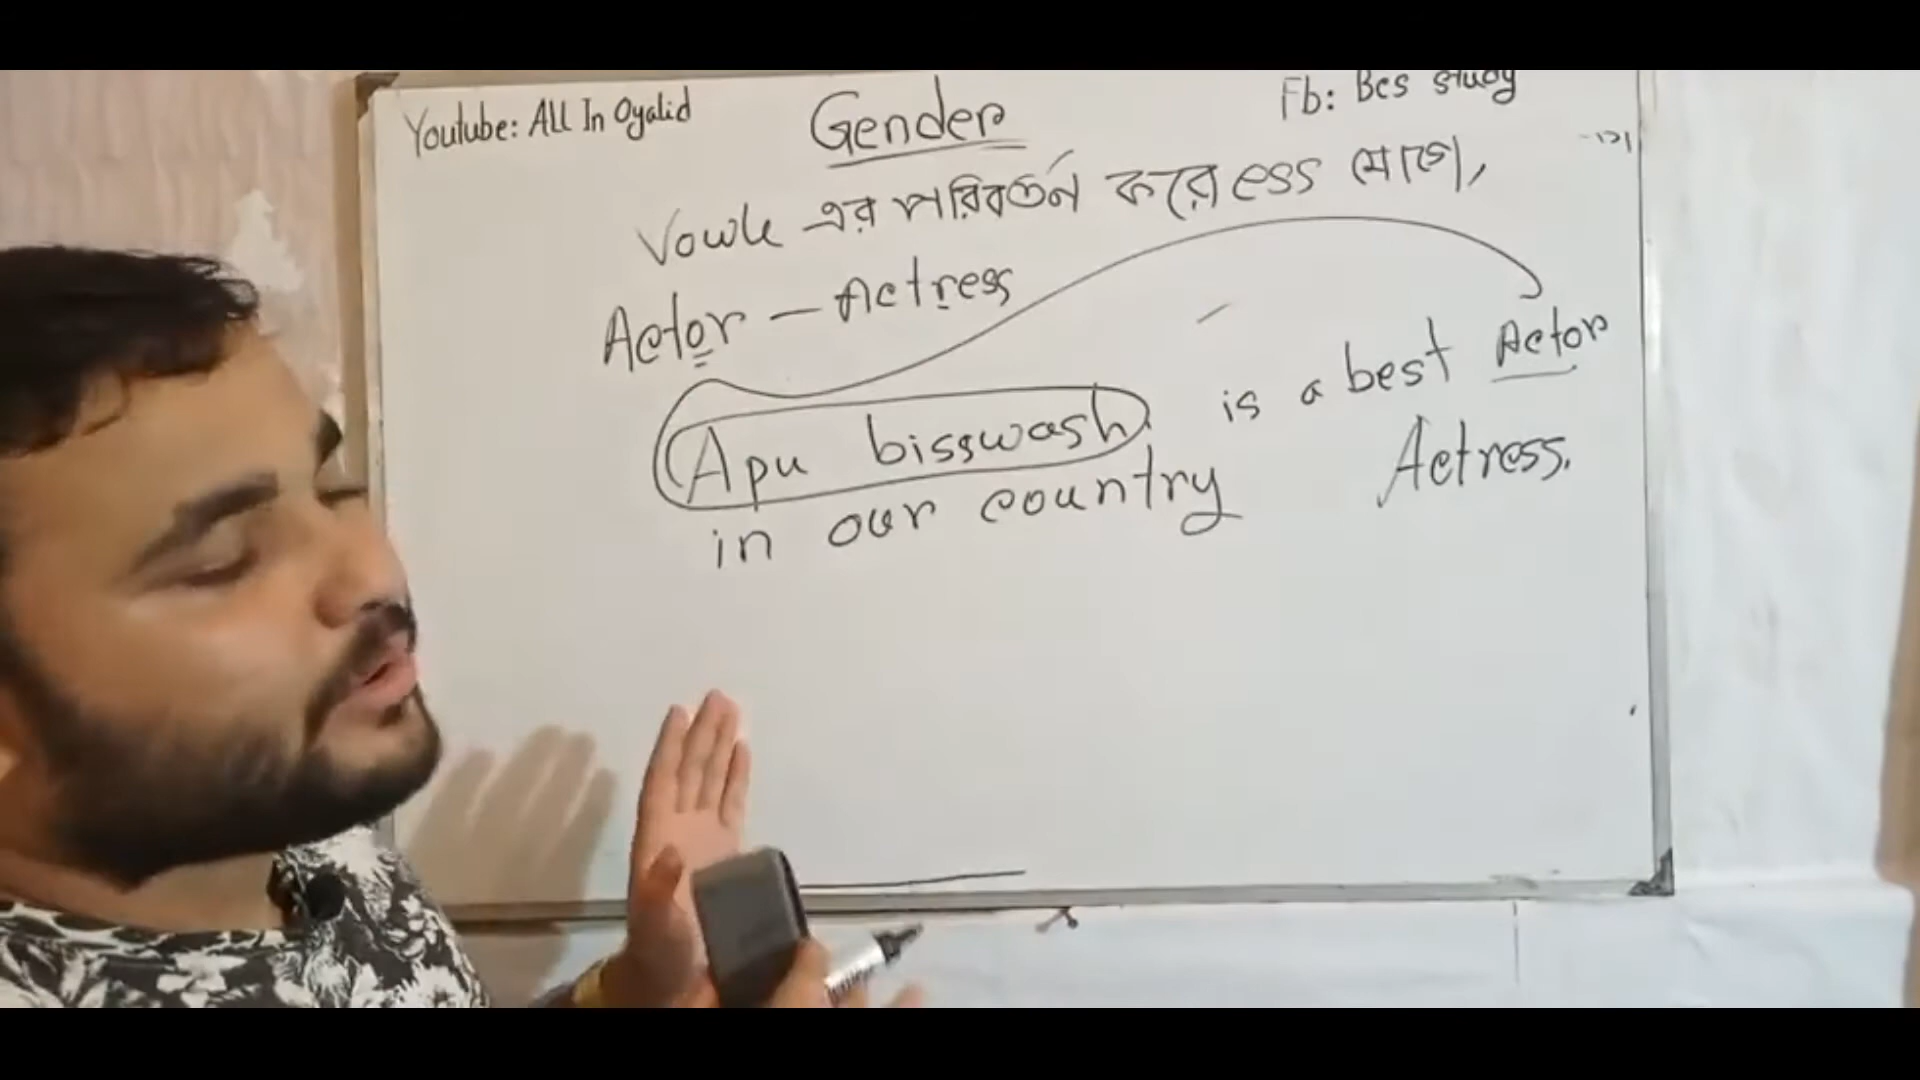 Youtube: All In Oyalid
Gender
Fb: Bcs study
Vowle এর পরিবর্তন করে ess যোগে,
Actor – Actress
Apu bisswash is a best Actor
Actress.
in our country